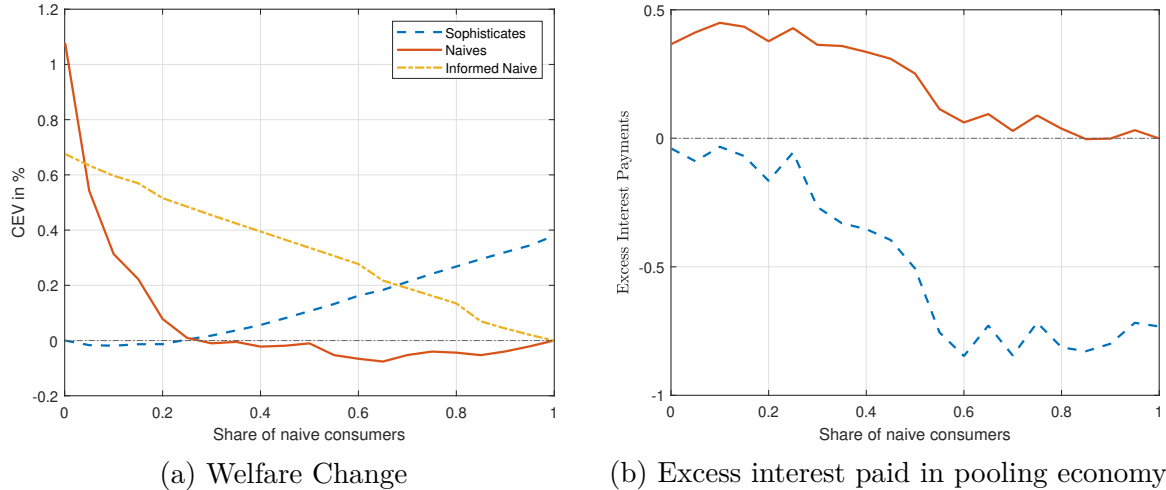 1.2
1
0.8
0.6
0.4
0.2
0
-0.2
CEV in %
Sophisticates
Naives
Informed Naive
0 0.2 0.4 0.6 0.8 1
Share of naive consumers
(a) Welfare Change
0.5
0
-0.5
-1
Excess Interest Payments
0 0.2 0.4 0.6 0.8 1
Share of naive consumers
(b) Excess interest paid in pooling economy